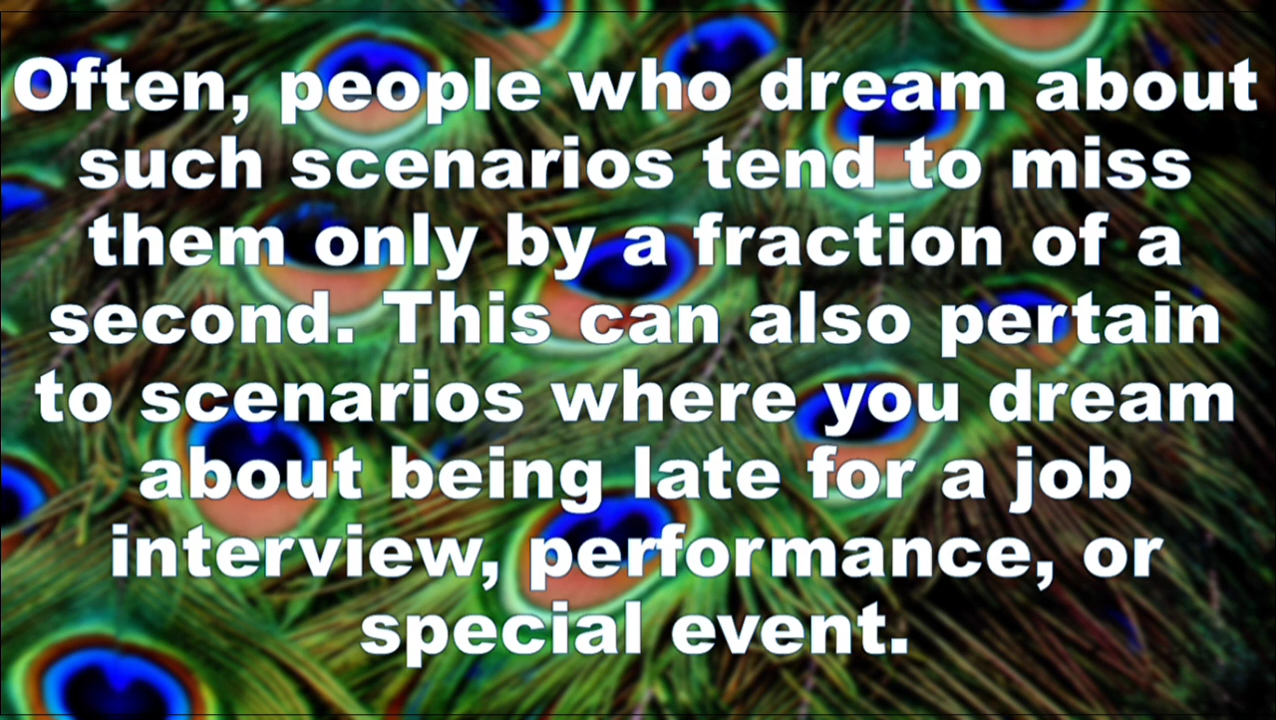 Often, people who dream about
such scenarios tend to miss
them only by a fraction of a
second. This can also pertain
to scenarios where you dream
about being late for a job
interview, performance, or
special event.